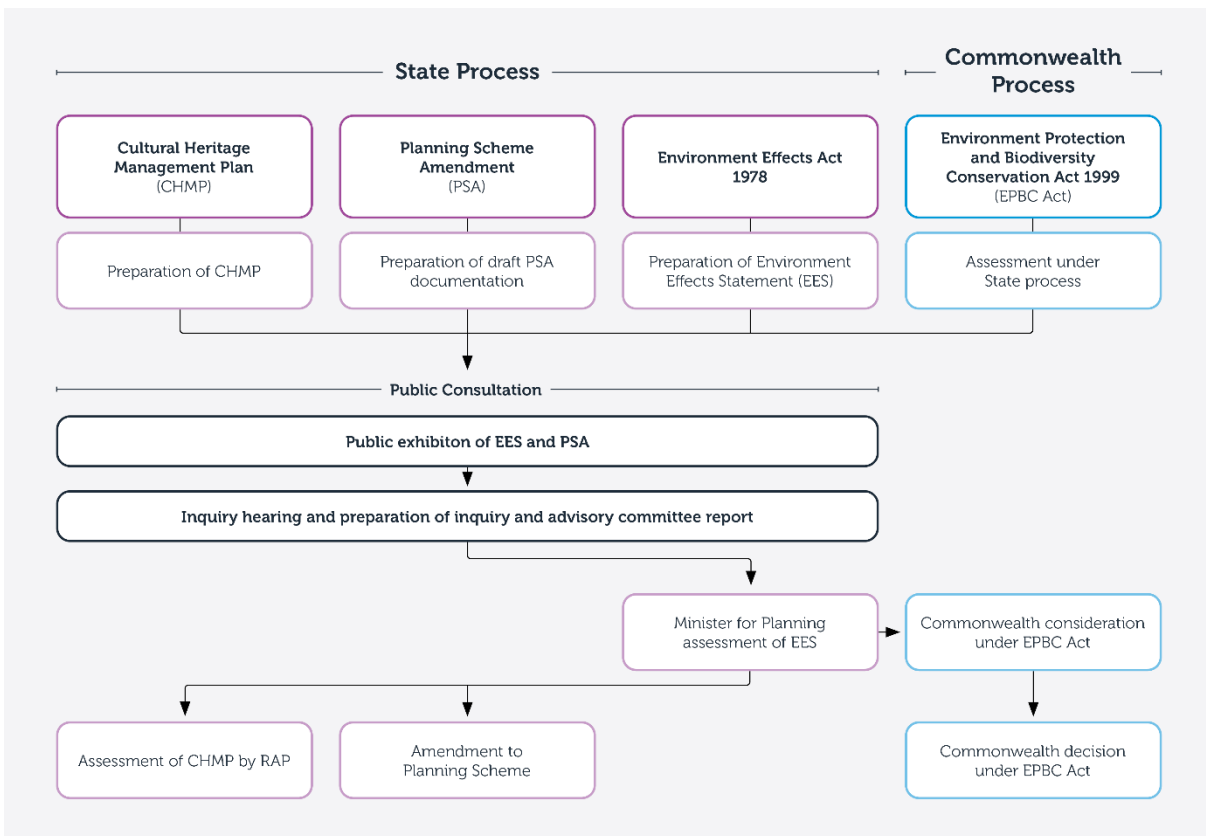 State Process
Commonwealth
Process
Cultural Heritage
Management Plan
(CHMP)
Planning Scheme
Amendment
(PSA)
Environment Effects Act
1978
Environment Protection
and Biodiversity
Conservation Act 1999
(EPBC Act)
Preparation of CHMP
Preparation of draft PSA
documentation
Preparation of Environment
Effects Statement (EES)
Assessment under
State process
Public Consultation
Public exhibiton of EES and PSA
Inquiry hearing and preparation of inquiry and advisory committee report
Minister for Planning
assessment of EES
Commonwealth consideration
under EPBC Act
Assessment of CHMP by RAP
Amendment to
Planning Scheme
Commonwealth decision
under EPBC Act